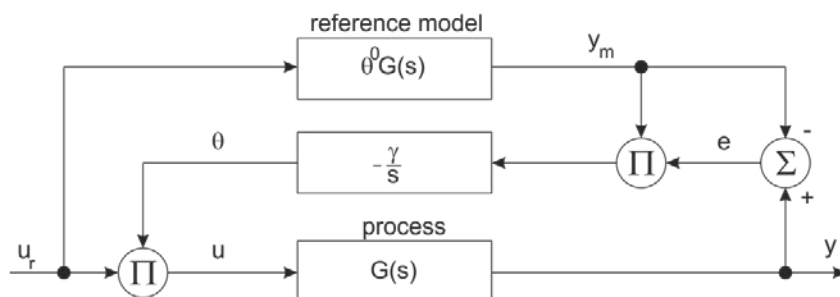 reference model
θ⁰G(s)
y_m
θ
-γ/s
Π
e
Σ
-
+
process
u_r
Π
u
G(s)
y